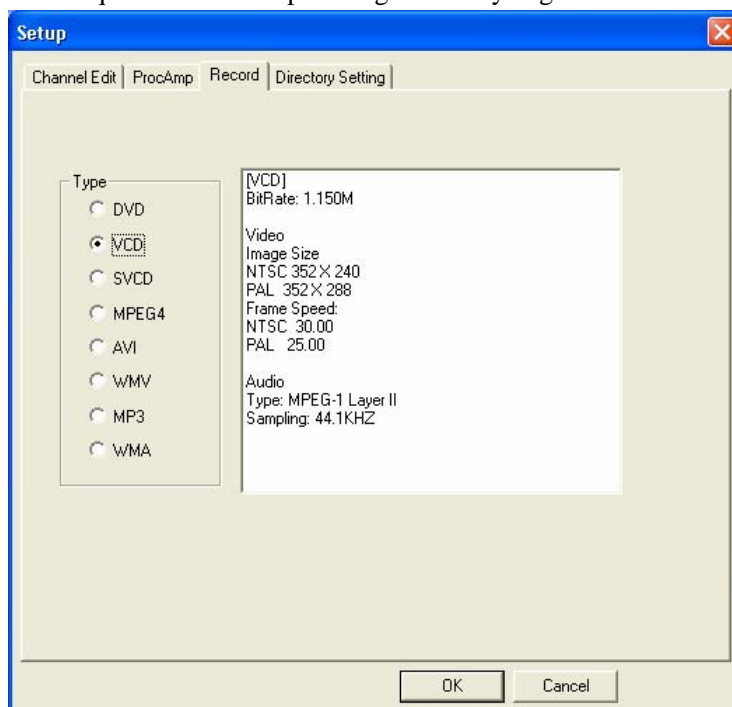 Setup
Channel Edit ProcAmp Record Directory Setting
Type
DVD
VCD
SVCD
MPEG4
AVI
WMV
MP3
WMA
[VCD]
BitRate: 1.150M
Video
Image Size
NTSC 352 X 240
PAL 352 X 288
Frame Speed:
NTSC 30.00
PAL 25.00
Audio
Type: MPEG-1 Layer II
Sampling: 44.1KHZ
OK Cancel